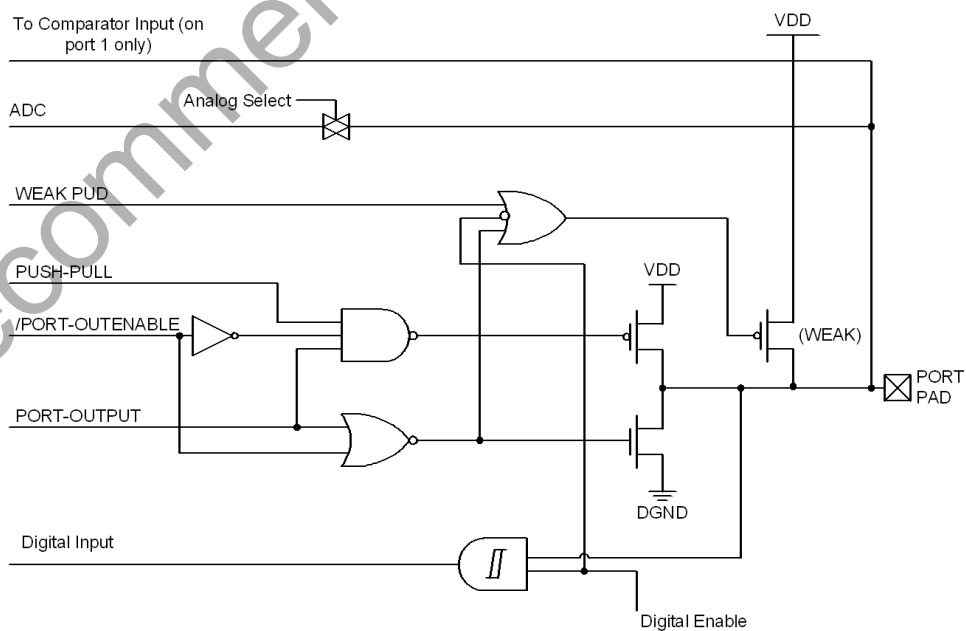 To Comparator Input (on
port 1 only)
VDD
Analog Select
ADC
WEAK PUD
PUSH-PULL
VDD
/PORT-OUTENABLE
(WEAK)
PORT
PAD
PORT-OUTPUT
DGND
Digital Input
Digital Enable